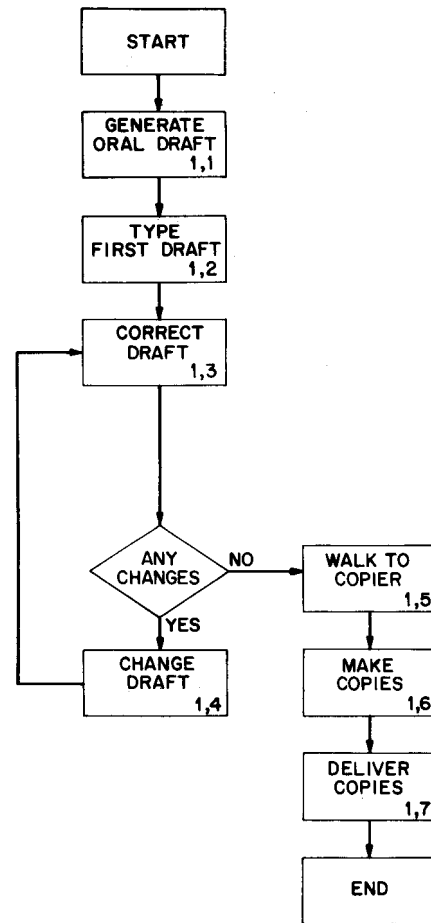 START
GENERATE
ORAL DRAFT
1,1
TYPE
FIRST DRAFT
1,2
CORRECT
DRAFT
1,3
ANY
CHANGES
NO
YES
CHANGE
DRAFT
1,4
WALK TO
COPIER
1,5
MAKE
COPIES
1,6
DELIVER
COPIES
1,7
END